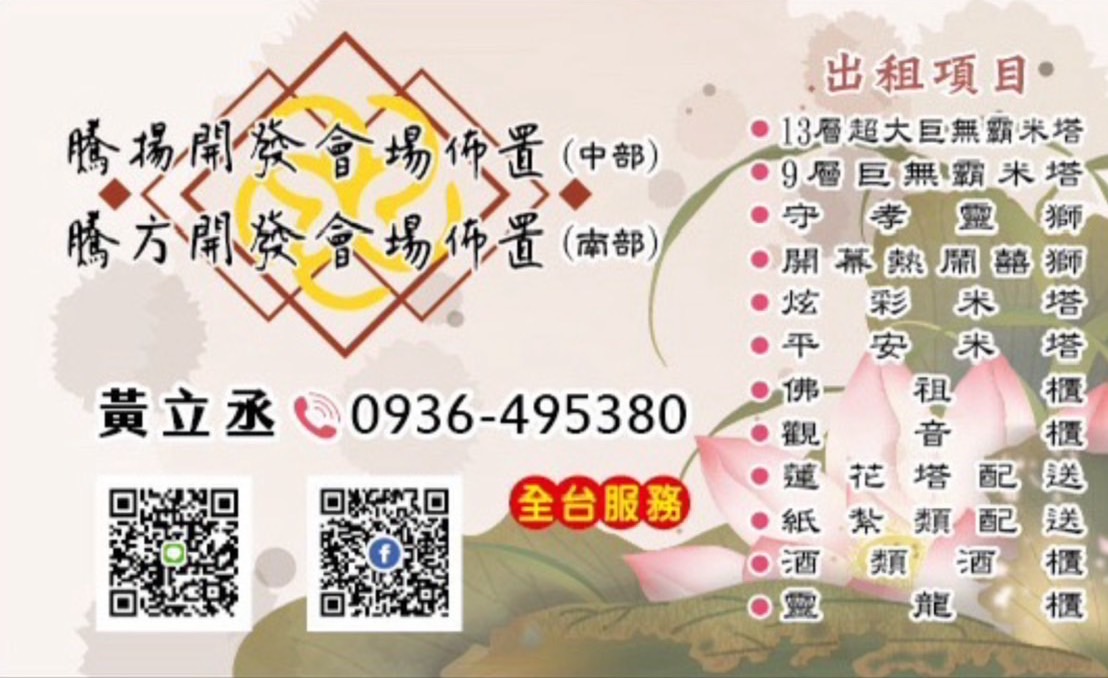 騰揚開發會場佈置(中部)
騰方開發會場佈置(南部)
黃立丞 0936-495380
全台服務
出租項目
13層超大巨無霸米塔
9層巨無霸米塔
守孝靈獅
開幕熱鬧囍獅
炫彩米塔
平安米塔
佛祖櫃
觀音櫃
蓮花塔配送
紙紮類配送
酒類酒櫃
靈龍櫃